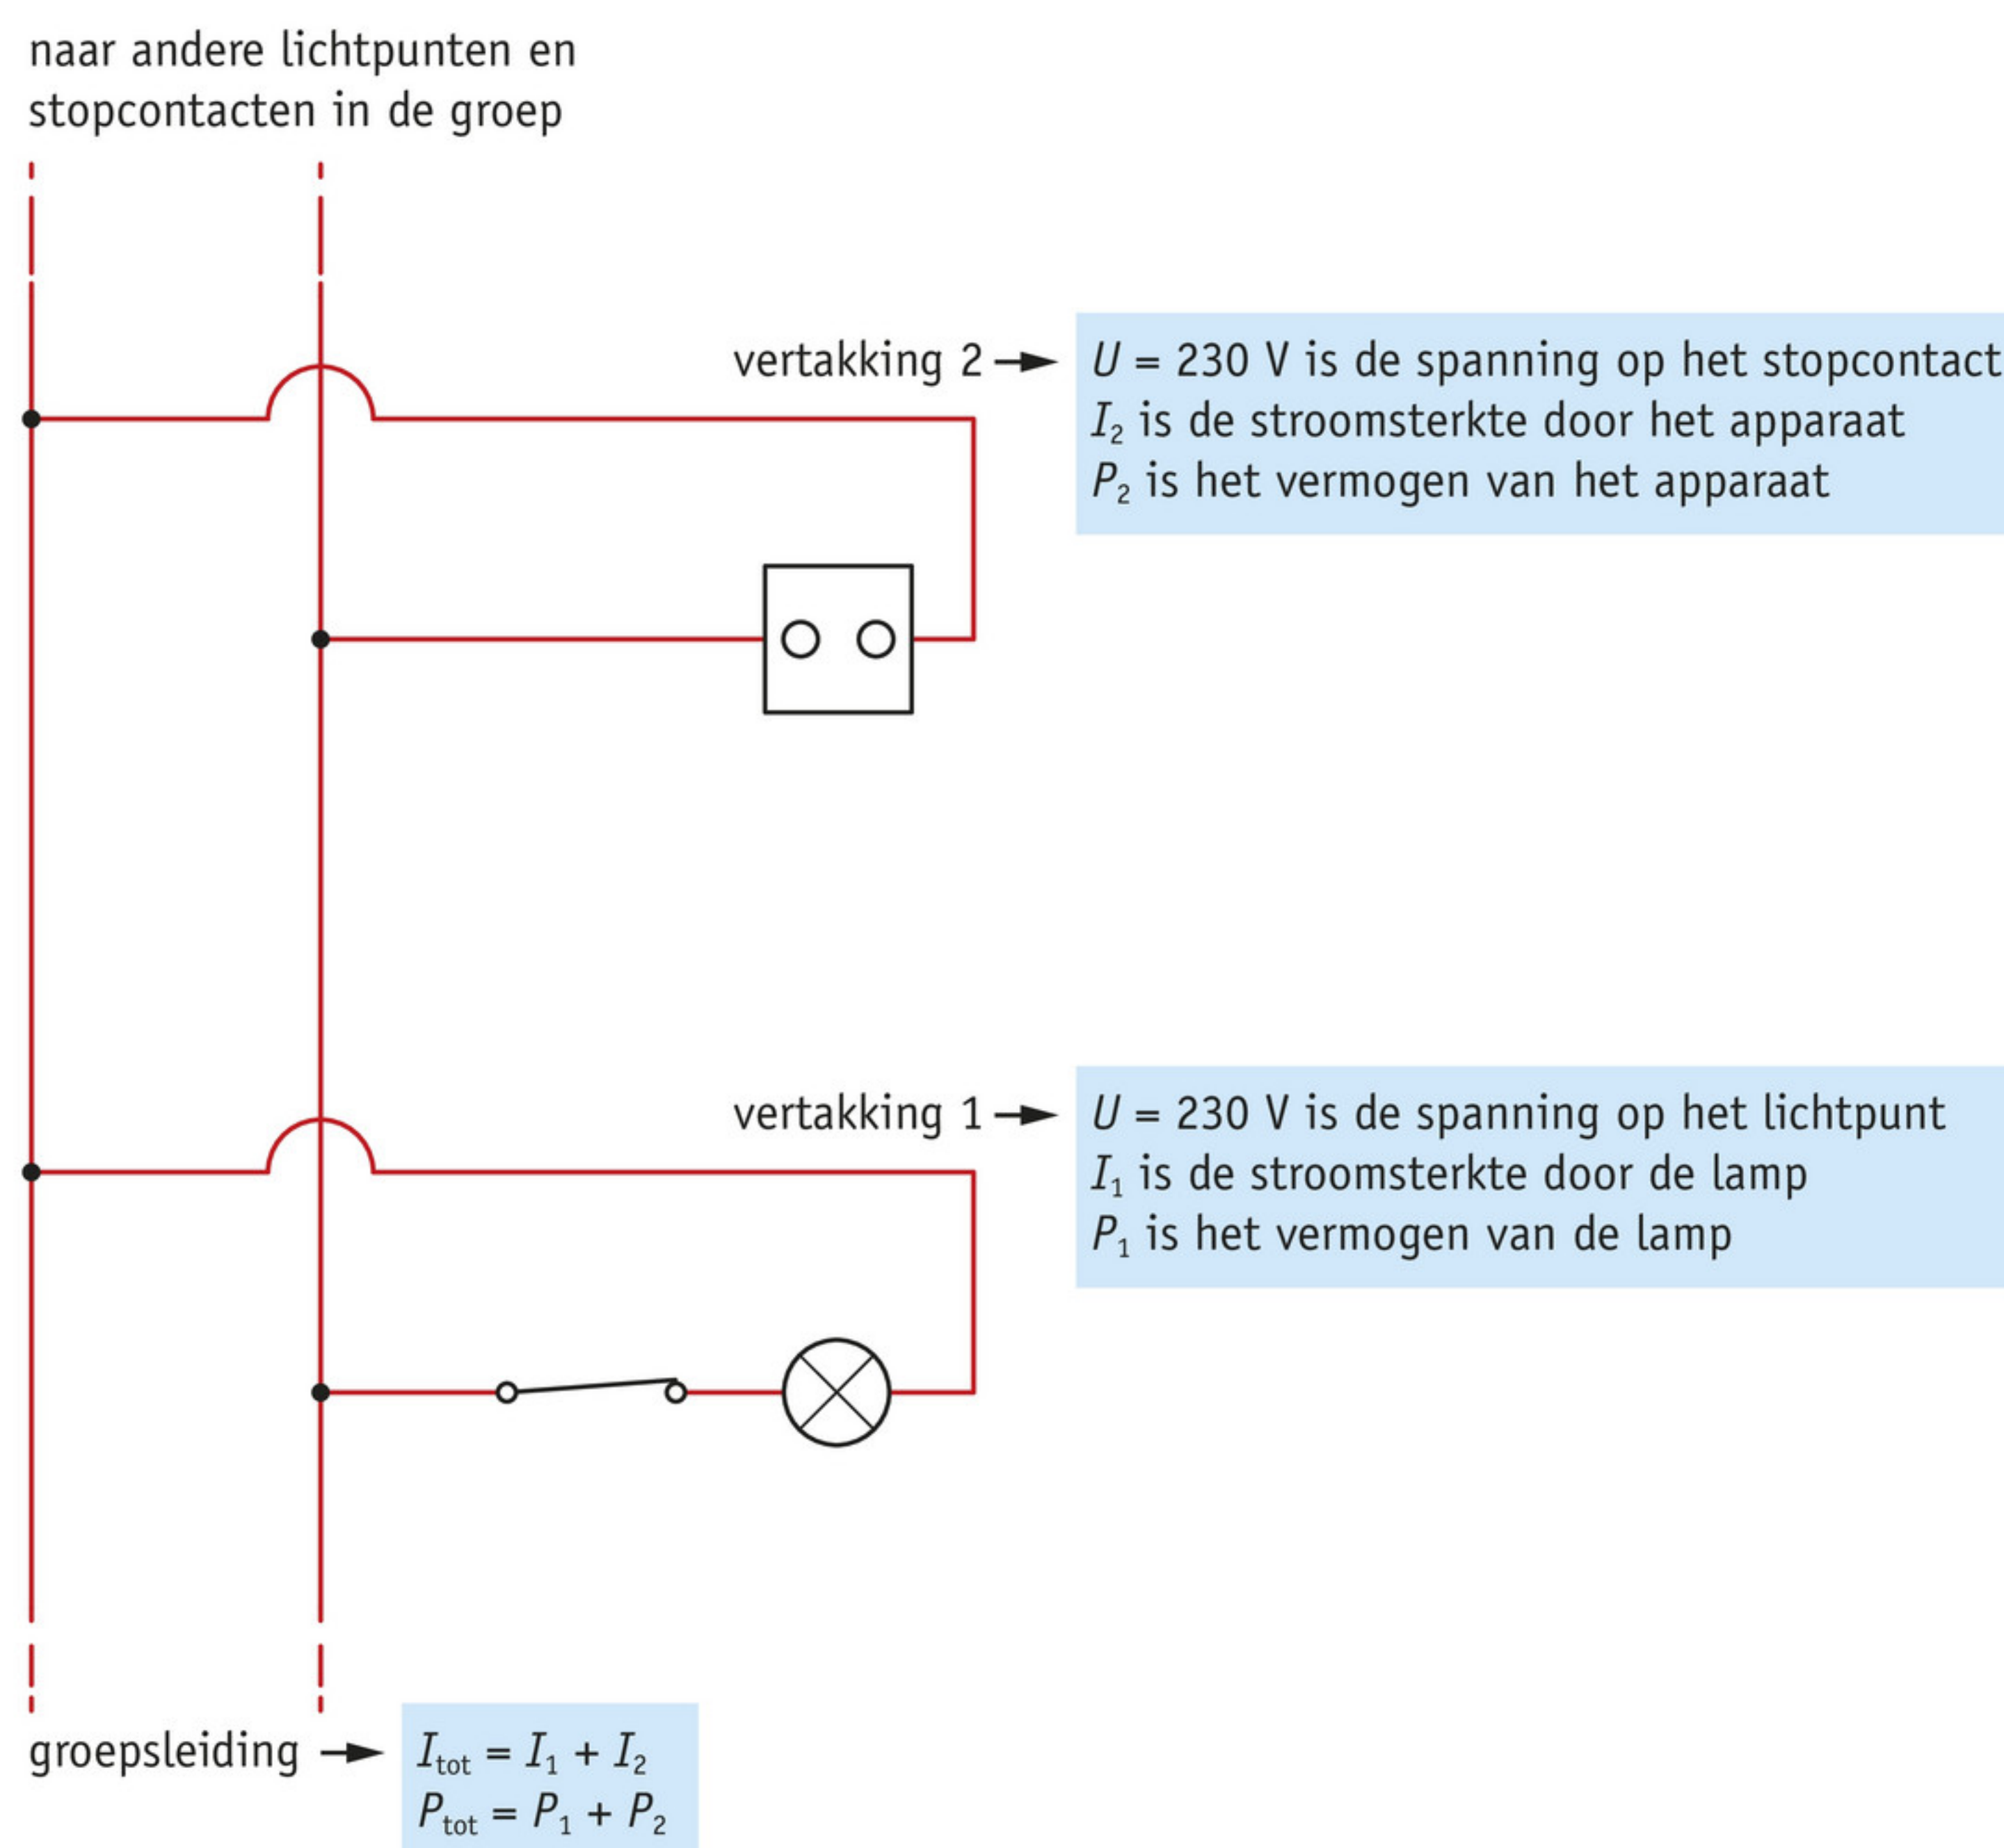 naar andere lichtpunten en
stopcontacten in de groep
vertakking 2
U = 230 V is de spanning op het stopcontact
I₂ is de stroomsterkte door het apparaat
P₂ is het vermogen van het apparaat
vertakking 1
U = 230 V is de spanning op het lichtpunt
I₁ is de stroomsterkte door de lamp
P₁ is het vermogen van de lamp
groepsleiding
Itot = I₁ + I₂
Ptot = P₁ + P₂